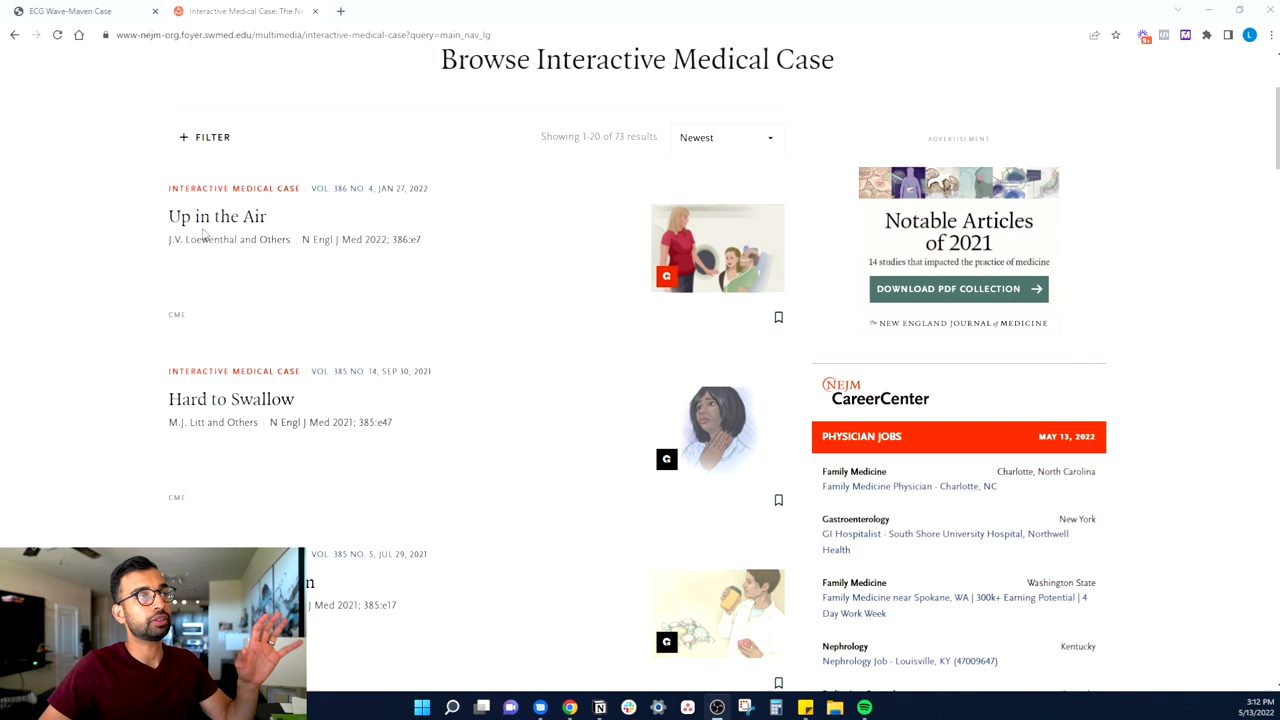 ECG Wave-Maven Case
Interactive Medical Case: The Ne
www-nejm-org.foyer.swmed.edu/multimedia/interactive-medical-case?query=main_nav_lg
Browse Interactive Medical Case
+ FILTER
Showing 1-20 of 73 results
Newest
ADVERTISEMENT
INTERACTIVE MEDICAL CASE VOL. 386 NO. 4, JAN 27, 2022
Up in the Air
J.V. Loewenthal and Others | N Engl J Med 2022; 386:e7
CME
Notable Articles
of 2021
14 studies that impacted the practice of medicine
DOWNLOAD PDF COLLECTION
The NEW ENGLAND JOURNAL of MEDICINE
INTERACTIVE MEDICAL CASE VOL. 385 NO. 14, SEP 30, 2021
Hard to Swallow
M.J. Litt and Others | N Engl J Med 2021; 385:e47
CME
VOL. 385 NO. 5, JUL 29, 2021
n
J Med 2021; 385:e17
NEJM
CareerCenter
PHYSICIAN JOBS MAY 13, 2022
Family Medicine Charlotte, North Carolina
Family Medicine Physician - Charlotte, NC
Gastroenterology New York
GI Hospitalist - South Shore University Hospital, Northwell
Health
Family Medicine Washington State
Family Medicine near Spokane, WA | 300k+ Earning Potential | 4
Day Work Week
Nephrology Kentucky
Nephrology Job - Louisville, KY (47009647)
3:12 PM
5/13/2022